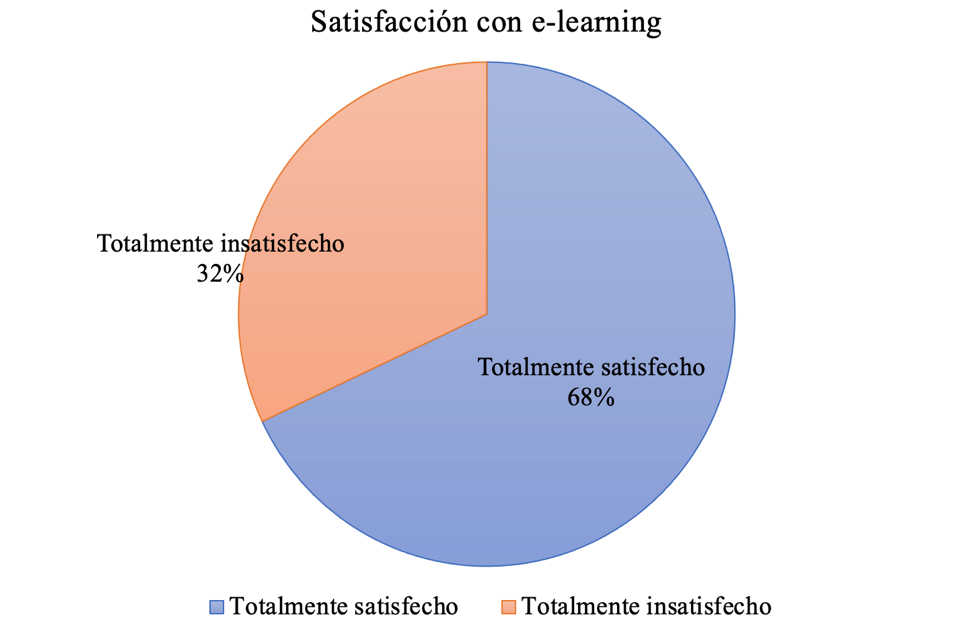 Satisfacción con e-learning
Totalmente insatisfecho
32%
Totalmente satisfecho
68%
Totalmente satisfecho
Totalmente insatisfecho